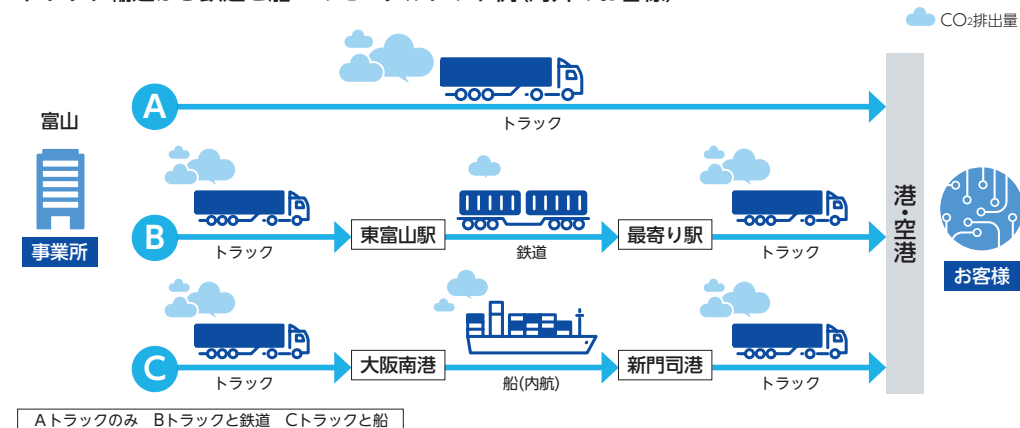 CO2排出量
A
トラック
富山
事業所
B
トラック
東富山駅
鉄道
最寄り駅
トラック
C
トラック
大阪南港
船(内航)
新門司港
トラック
港・空港
お客様
Aトラックのみ Bトラックと鉄道 Cトラックと船